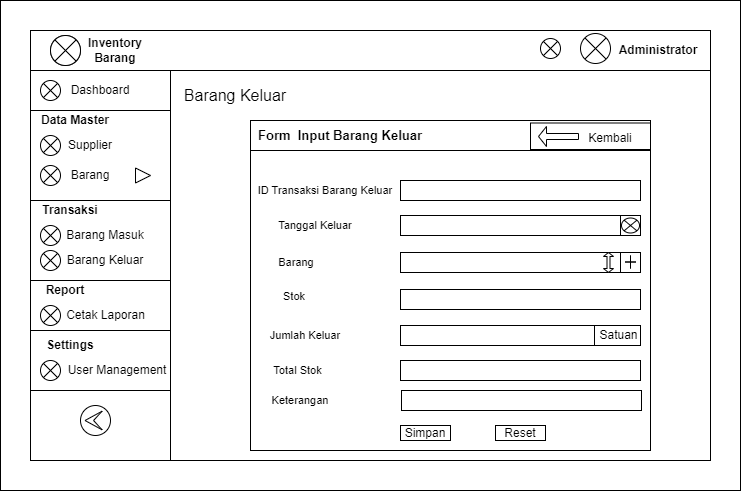 Inventory
Barang
Administrator
Dashboard
Data Master
Supplier
Barang
Transaksi
Barang Masuk
Barang Keluar
Report
Cetak Laporan
Settings
User Management
Barang Keluar
Form Input Barang Keluar
Kembali
ID Transaksi Barang Keluar
Tanggal Keluar
Barang
Stok
Jumlah Keluar
Satuan
Total Stok
Keterangan
Simpan
Reset